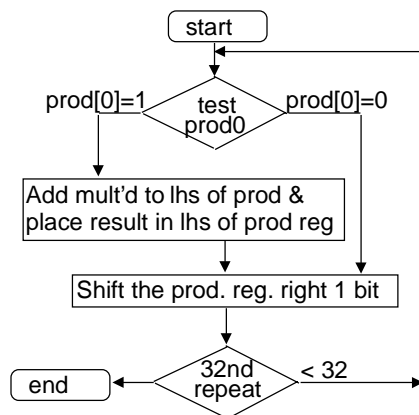 start
prod[0]=1
test
prod0
prod[0]=0
Add mult'd to lhs of prod &
place result in lhs of prod reg
Shift the prod. reg. right 1 bit
32nd
repeat
< 32
end